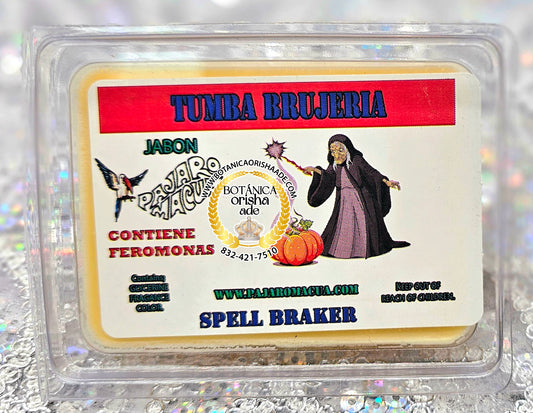 TUMBA BRUJERIA
JABON
PAJARO
MACUA
CONTIENE
FEROMONAS
WWW.BOTANICAORISHAADE.COM
BOTÁNICA
orisha
ade
832-421-7510
Contains:
GLYCERINE
FRAGANCE
COLOR.
WWW.PAJAROMACUA.COM
KEEP OUT OF
REACH OF CHILDREN.
SPELL BRAKER